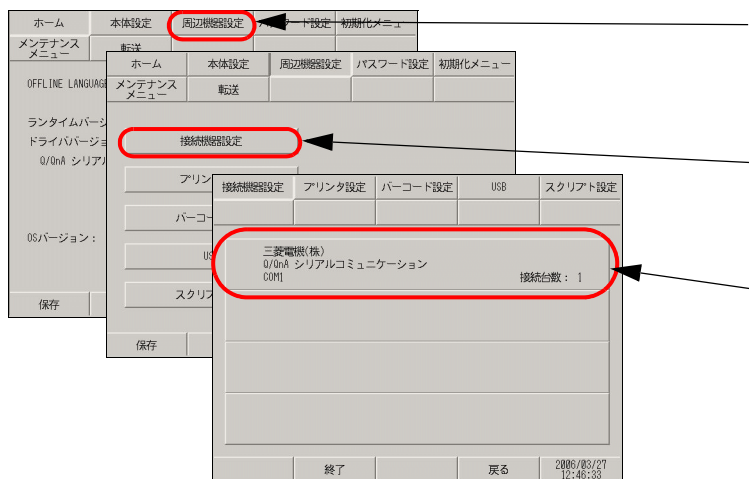 ホーム 本体設定 周辺機器設定 パスワード設定 初期化メニュー
メンテナンス
メニュー
転送
OFFLINE LANGUAGE
ランタイムバージ
ドライババージョ
Q/QnA シリアル
OSバージョン：
保存
ホーム 本体設定 周辺機器設定 パスワード設定 初期化メニュー
メンテナンス
メニュー
転送
接続機器設定
プリン
バーコー
US
スクリプ
保存
接続機器設定 プリンタ設定 バーコード設定 USB スクリプト設定
三菱電機(株)
Q/QnA シリアルコミュニケーション
COM1 接続台数： 1
終了 戻る 2006/03/27
12:46:33